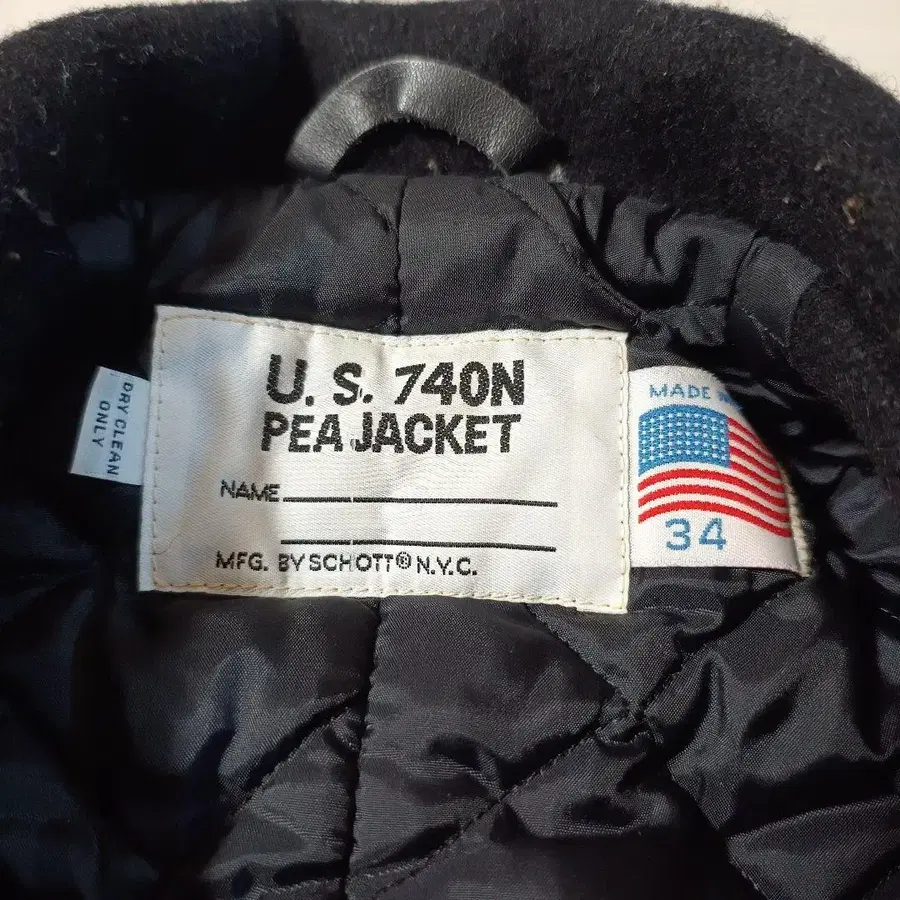 U. S. 740N
PEA JACKET
NAME
MFG. BY SCHOTT® N.Y.C.
DRY CLEAN
ONLY
MADE
34